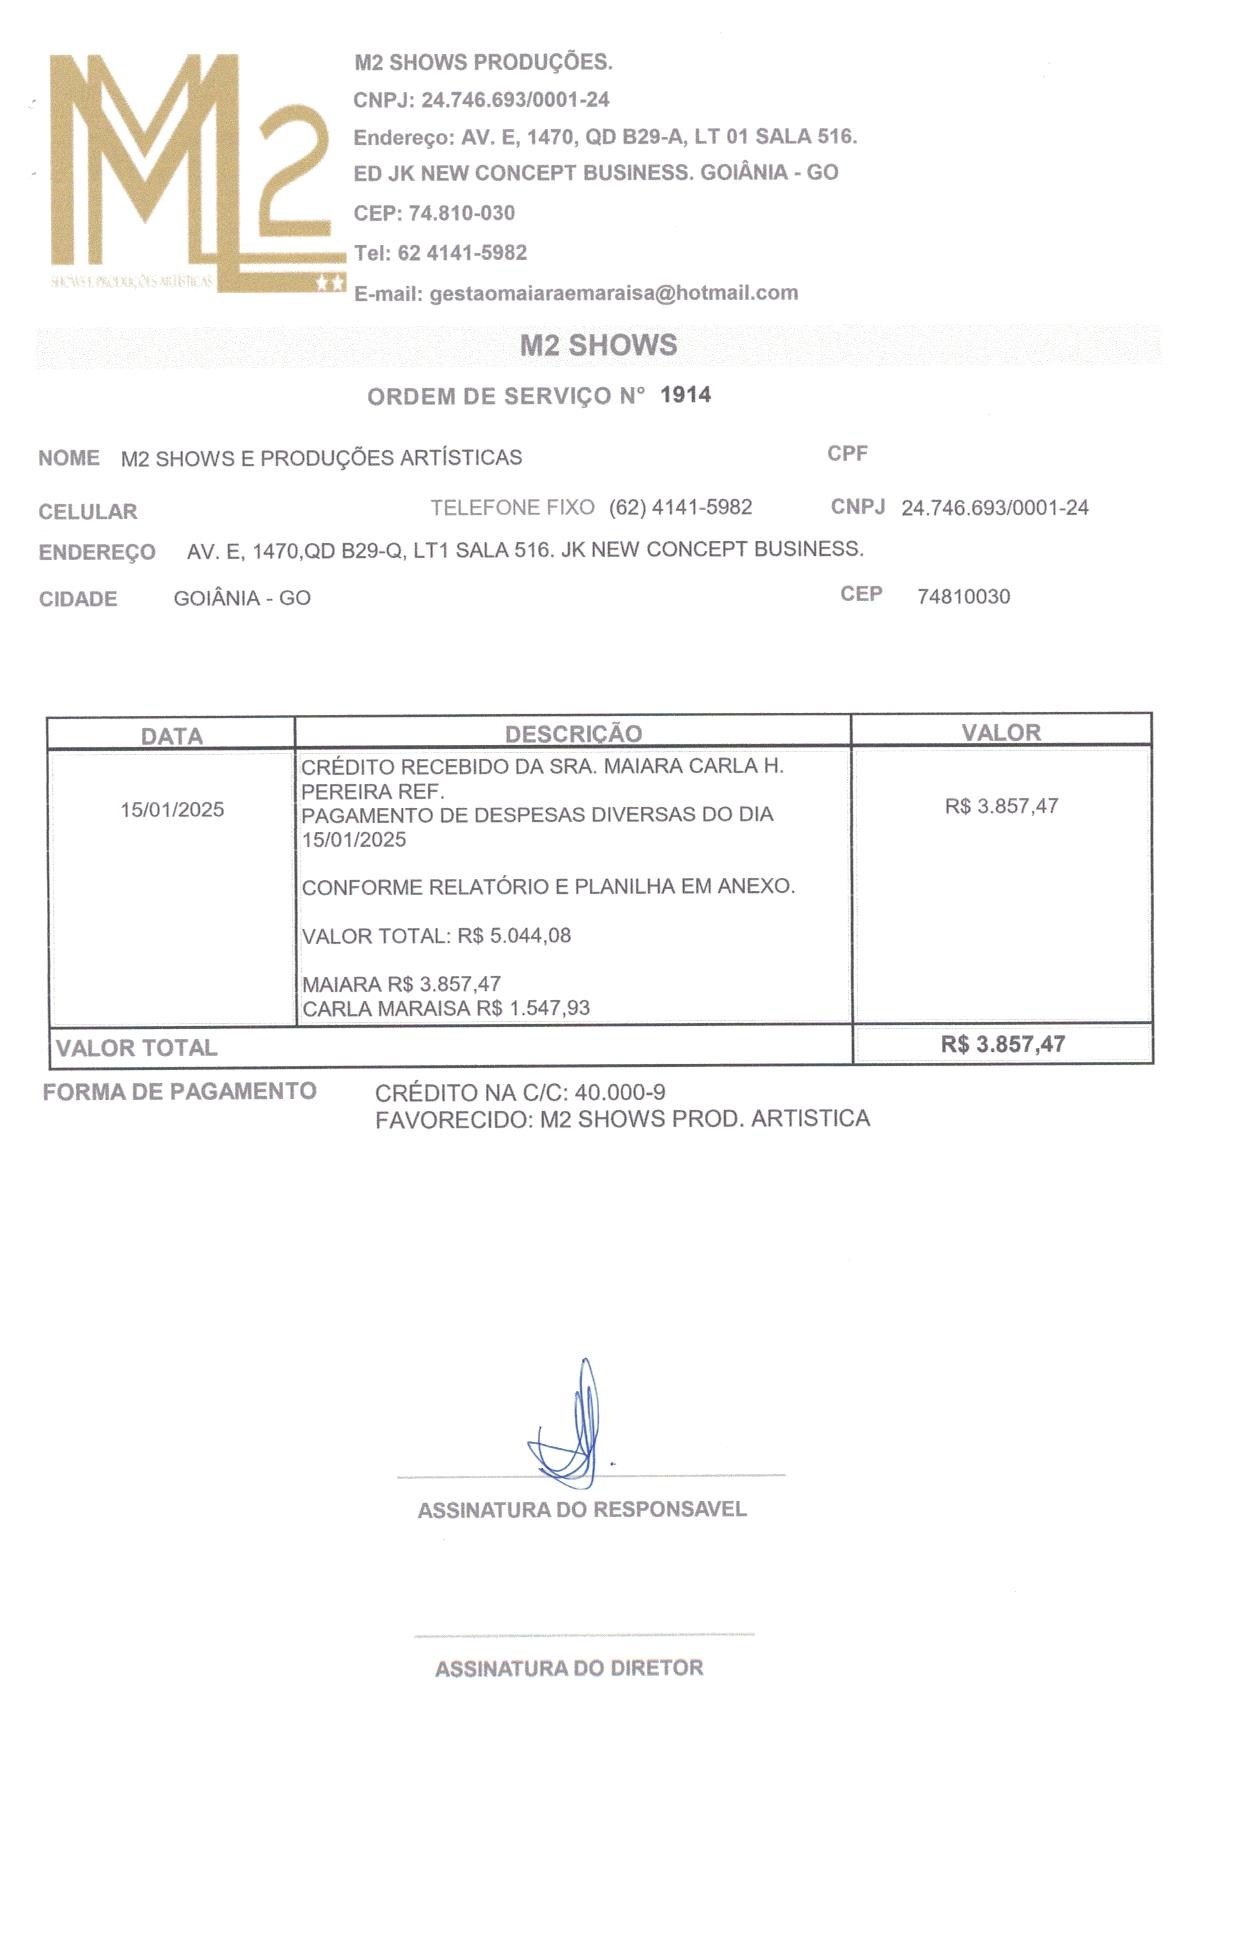 M2 SHOWS PRODUÇÕES.
CNPJ: 24.746.693/0001-24
Endereço: AV. E, 1470, QD B29-A, LT 01 SALA 516.
ED JK NEW CONCEPT BUSINESS. GOIÂNIA - GO
CEP: 74.810-030
Tel: 62 4141-5982
E-mail: gestaomaiaraemaraisa@hotmail.com
M2
SHOWS E PRODUÇÕES ARTÍSTICAS
M2 SHOWS
ORDEM DE SERVIÇO N° 1914
NOME M2 SHOWS E PRODUÇÕES ARTÍSTICAS CPF
CELULAR TELEFONE FIXO (62) 4141-5982 CNPJ 24.746.693/0001-24
ENDEREÇO AV. E, 1470,QD B29-Q, LT1 SALA 516. JK NEW CONCEPT BUSINESS.
CIDADE GOIÂNIA - GO CEP 74810030
DATA DESCRIÇÃO VALOR
CRÉDITO RECEBIDO DA SRA. MAIARA CARLA H.
PEREIRA REF.
15/01/2025 PAGAMENTO DE DESPESAS DIVERSAS DO DIA R$ 3.857,47
15/01/2025
CONFORME RELATÓRIO E PLANILHA EM ANEXO.
VALOR TOTAL: R$ 5.044,08
MAIARA R$ 3.857,47
CARLA MARAISA R$ 1.547,93
VALOR TOTAL R$ 3.857,47
FORMA DE PAGAMENTO CRÉDITO NA C/C: 40.000-9
FAVORECIDO: M2 SHOWS PROD. ARTISTICA
ASSINATURA DO RESPONSAVEL
ASSINATURA DO DIRETOR